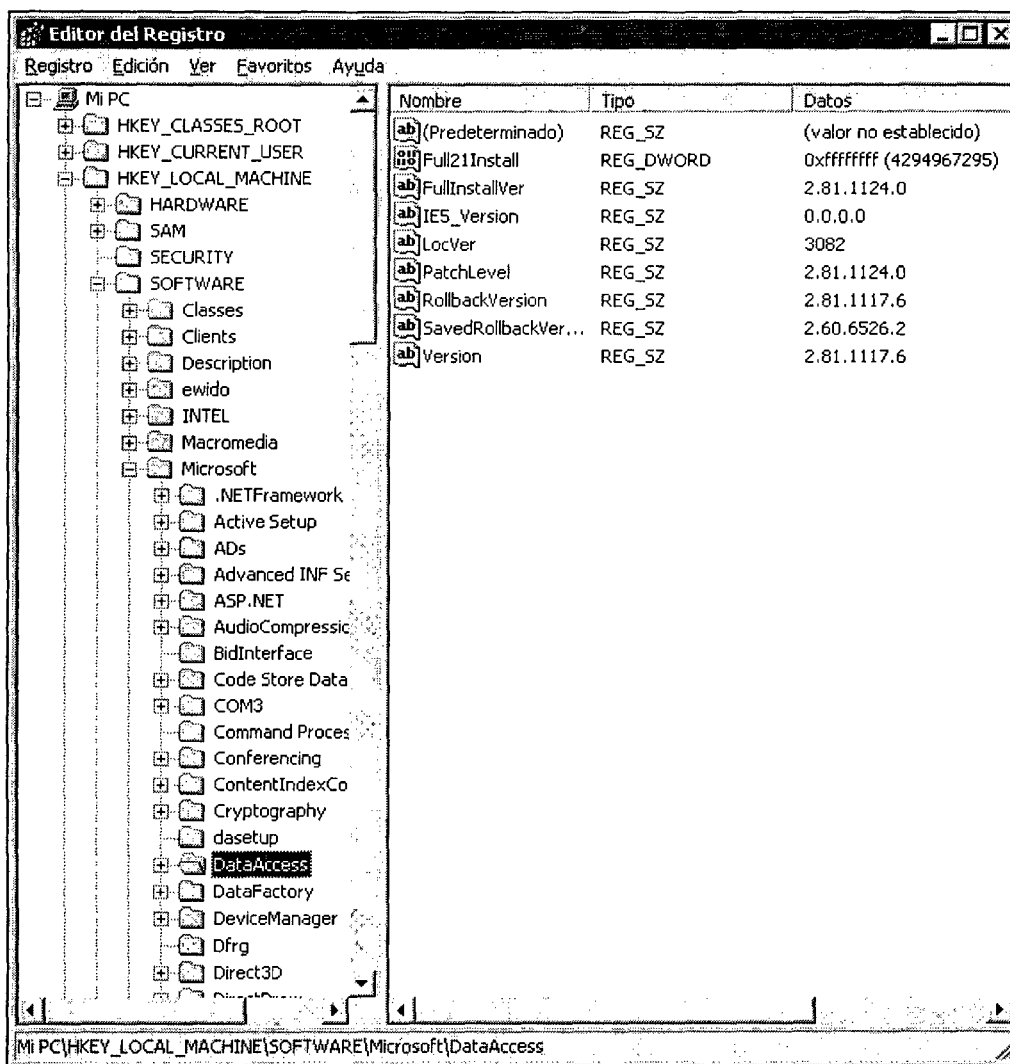 Editor del Registro
Registro Edición Ver Favoritos Ayuda
Mi PC
HKEY_CLASSES_ROOT
HKEY_CURRENT_USER
HKEY_LOCAL_MACHINE
HARDWARE
SAM
SECURITY
SOFTWARE
Classes
Clients
Description
ewido
INTEL
Macromedia
Microsoft
.NETFramework
Active Setup
ADs
Advanced INF Se
ASP.NET
AudioCompressic
BidInterface
Code Store Data
COM3
Command Proces
Conferencing
ContentIndexCo
Cryptography
dasetup
DataAccess
DataFactory
DeviceManager
Dfrg
Direct3D
Nombre Tipo Datos
(Predeterminado) REG_SZ (valor no establecido)
Full21Install REG_DWORD 0xffffffff (4294967295)
FullInstallVer REG_SZ 2.81.1124.0
IE5_Version REG_SZ 0.0.0.0
LocVer REG_SZ 3082
PatchLevel REG_SZ 2.81.1124.0
RollbackVersion REG_SZ 2.81.1117.6
SavedRollbackVer... REG_SZ 2.60.6526.2
Version REG_SZ 2.81.1117.6
Mi PC\HKEY_LOCAL_MACHINE\SOFTWARE\Microsoft\DataAccess